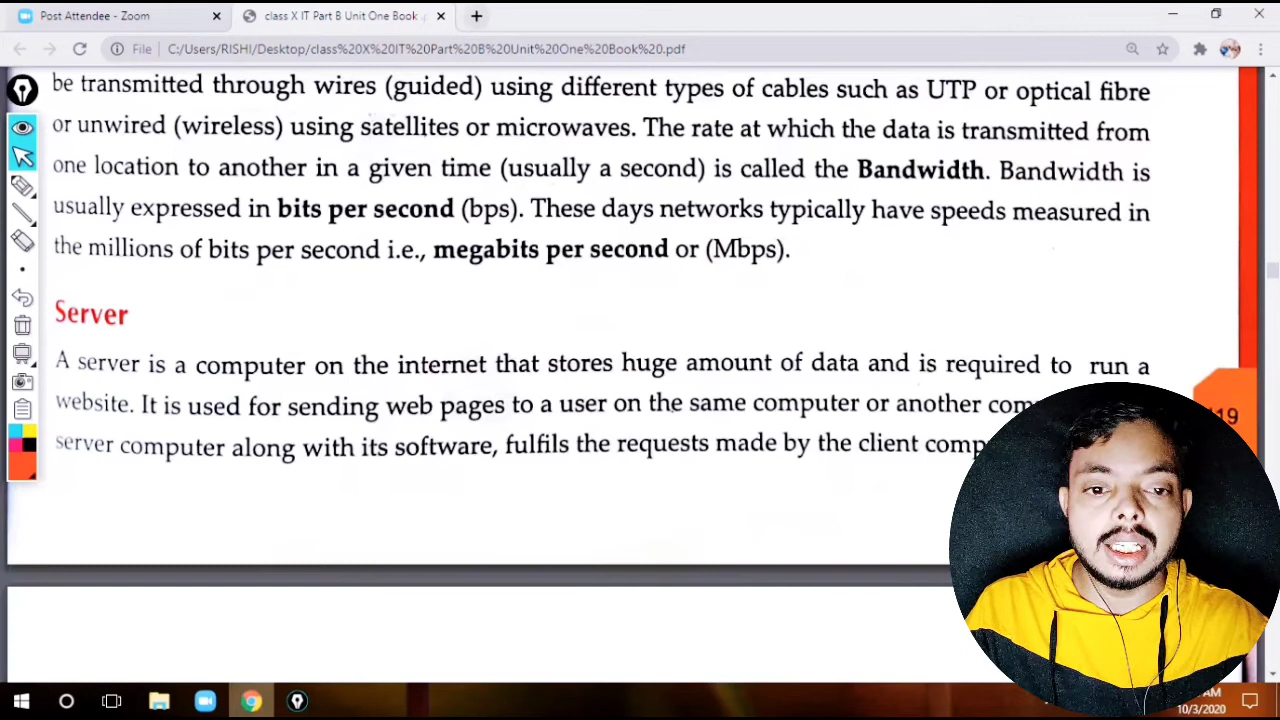 Post Attendee - Zoom
class X IT Part B Unit One Book
File C:/Users/RISHI/Desktop/class%20X%20IT%20Part%20B%20Unit%20One%20Book%20.pdf
be transmitted through wires (guided) using different types of cables such as UTP or optical fibre
or unwired (wireless) using satellites or microwaves. The rate at which the data is transmitted from
one location to another in a given time (usually a second) is called the Bandwidth. Bandwidth is
usually expressed in bits per second (bps). These days networks typically have speeds measured in
the millions of bits per second i.e., megabits per second or (Mbps).
Server
A server is a computer on the internet that stores huge amount of data and is required to run a
website. It is used for sending web pages to a user on the same computer or another
19
server computer along with its software, fulfils the requests made by the client
AM
10/3/2020